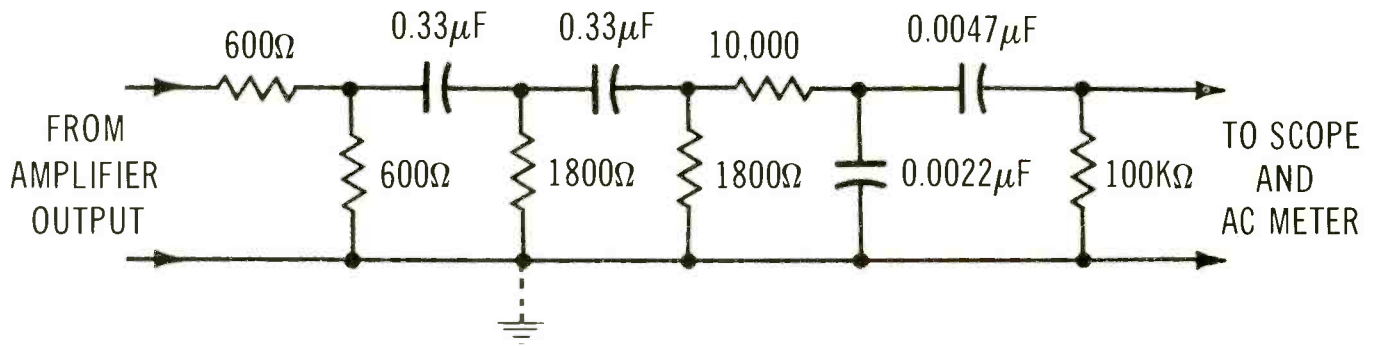 600Ω
0.33μF
0.33μF
10,000
0.0047μF
FROM
AMPLIFIER
OUTPUT
600Ω
1800Ω
1800Ω
0.0022μF
100KΩ
TO SCOPE
AND
AC METER